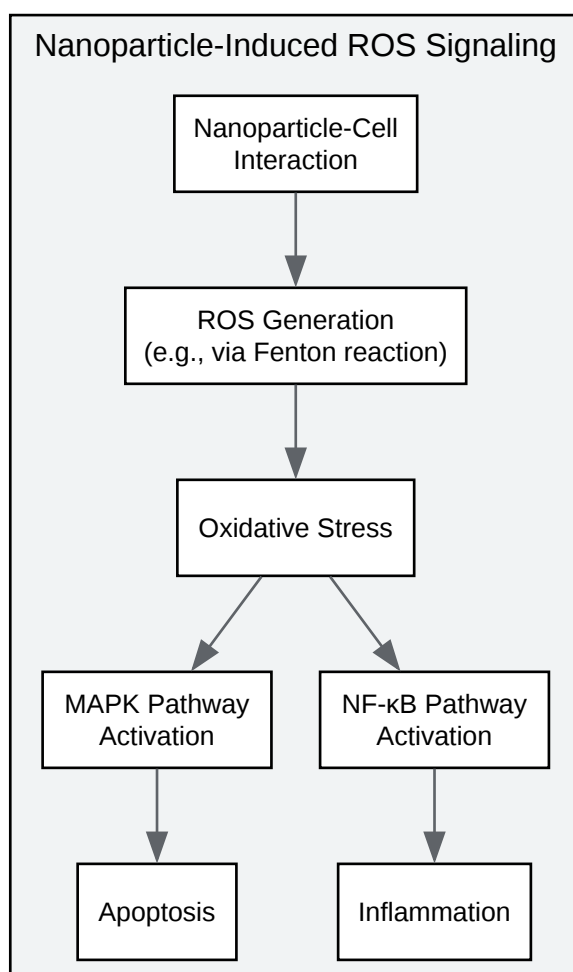 Nanoparticle-Induced ROS Signaling
Nanoparticle-Cell
Interaction
ROS Generation
(e.g., via Fenton reaction)
Oxidative Stress
MAPK Pathway
Activation
NF-κB Pathway
Activation
Apoptosis
Inflammation